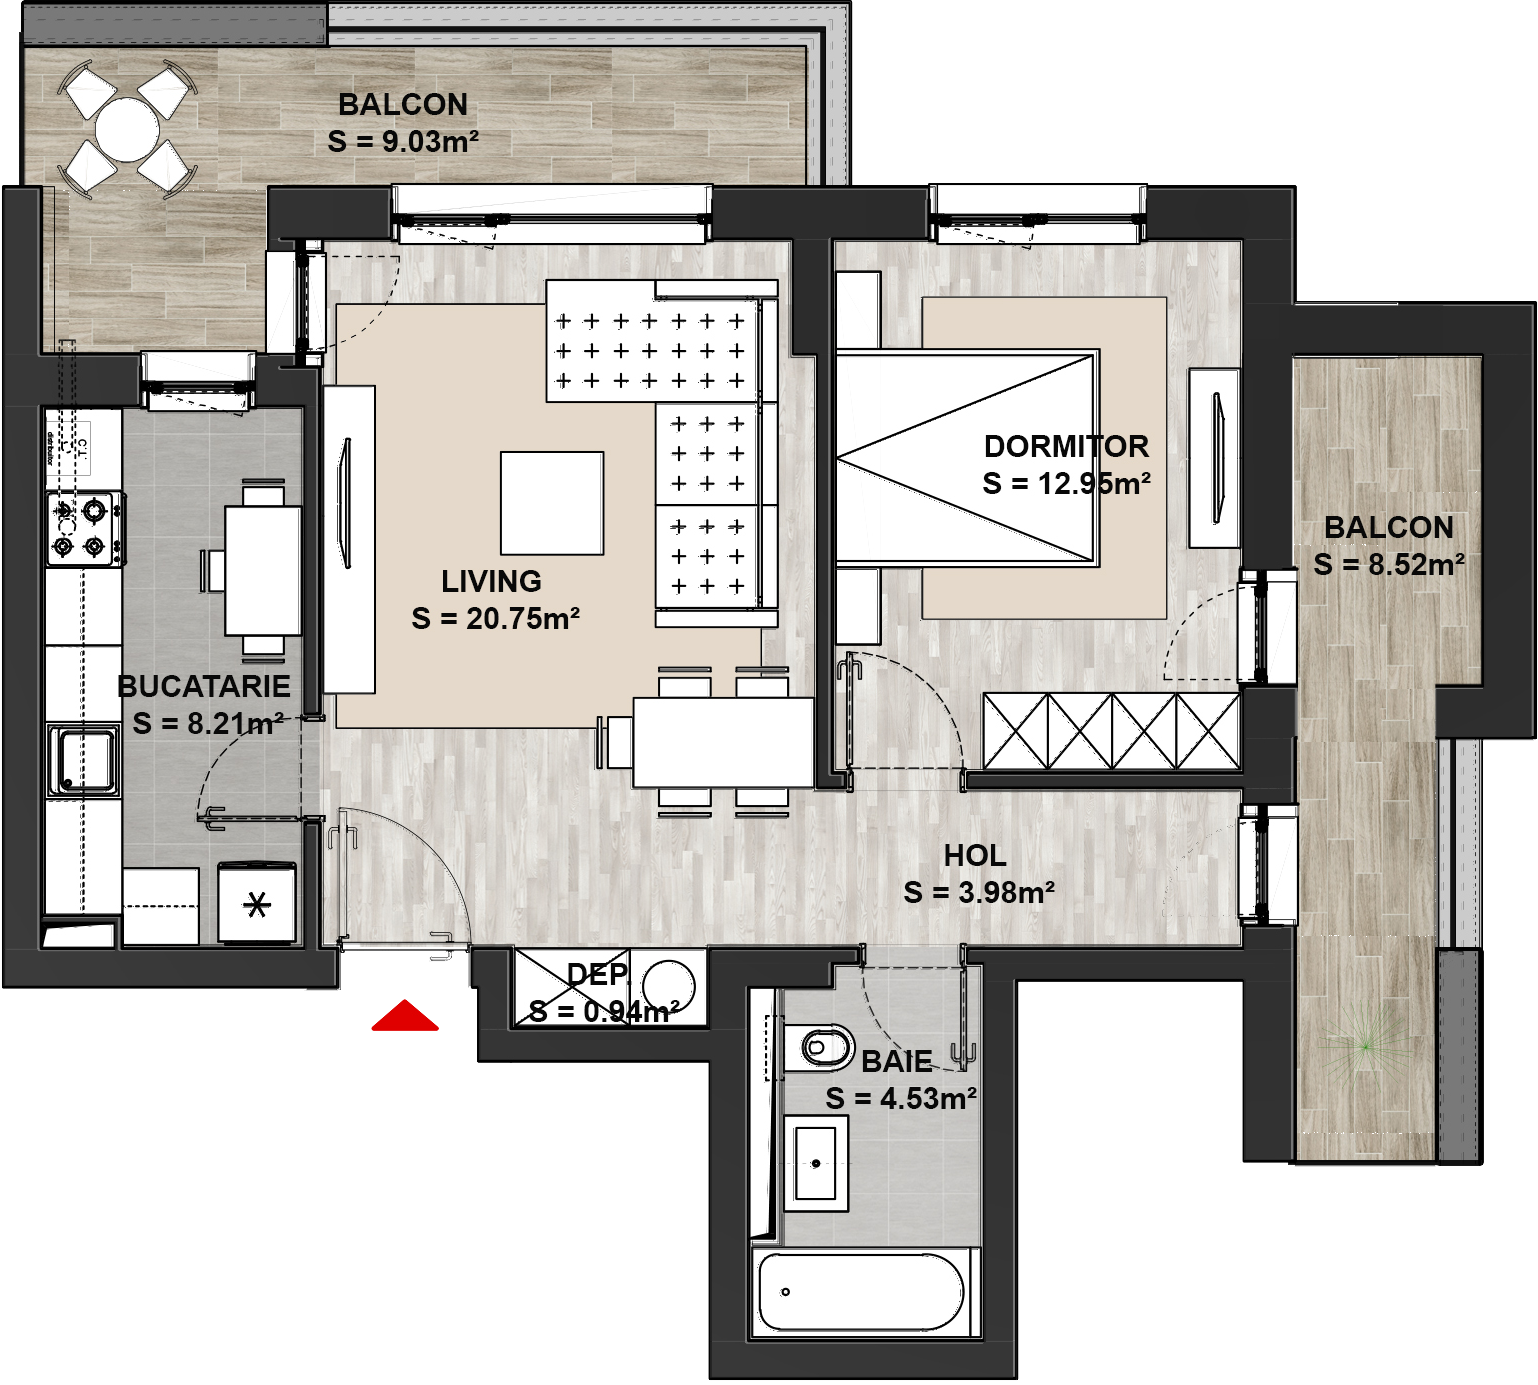 BALCON
S = 9.03m²
C.T.
distribuitor
DORMITOR
S = 12.95m²
BALCON
S = 8.52m²
LIVING
S = 20.75m²
BUCATARIE
S = 8.21m²
HOL
S = 3.98m²
DEP.
S = 0.94m²
BAIE
S = 4.53m²